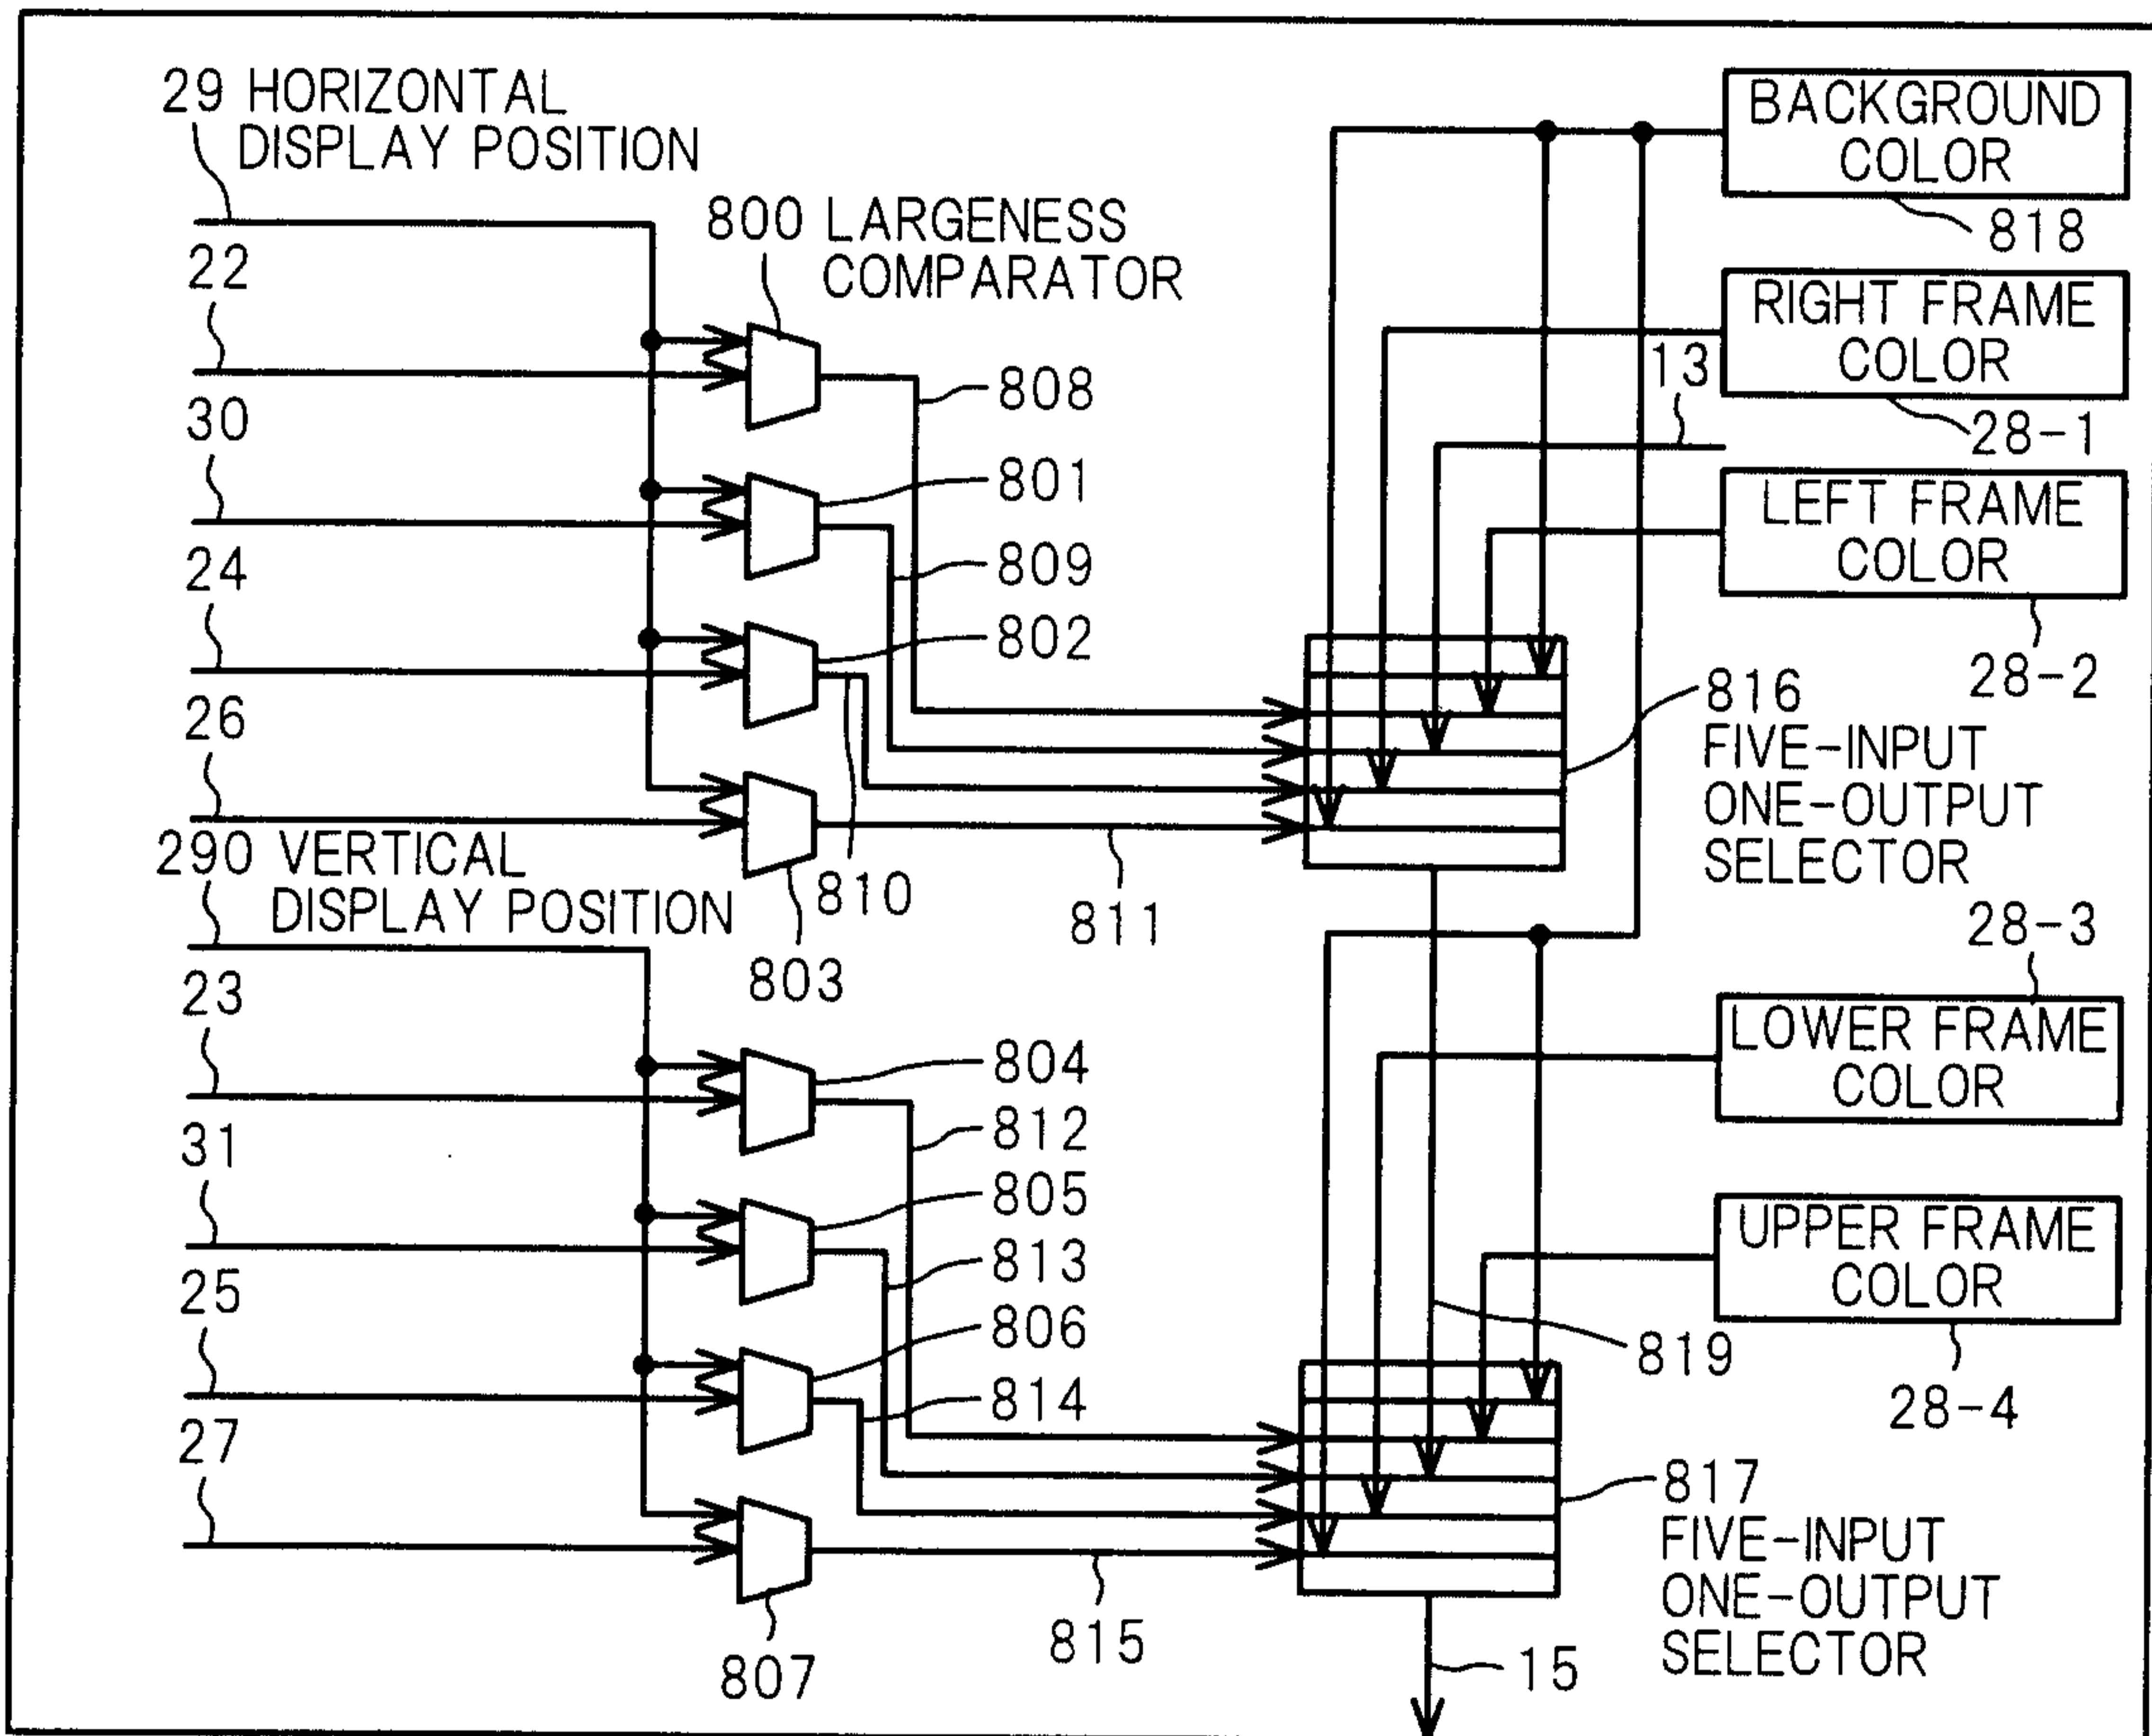 29 HORIZONTAL
DISPLAY POSITION
22
30
24
26
290 VERTICAL
DISPLAY POSITION
23
31
25
27
800 LARGENESS
COMPARATOR
808
801
809
802
810
803
811
804
812
805
813
806
814
807
815
BACKGROUND
COLOR
818
RIGHT FRAME
COLOR
13
28-1
LEFT FRAME
COLOR
28-2
816
FIVE-INPUT
ONE-OUTPUT
SELECTOR
28-3
LOWER FRAME
COLOR
UPPER FRAME
COLOR
819
28-4
817
FIVE-INPUT
ONE-OUTPUT
SELECTOR
15